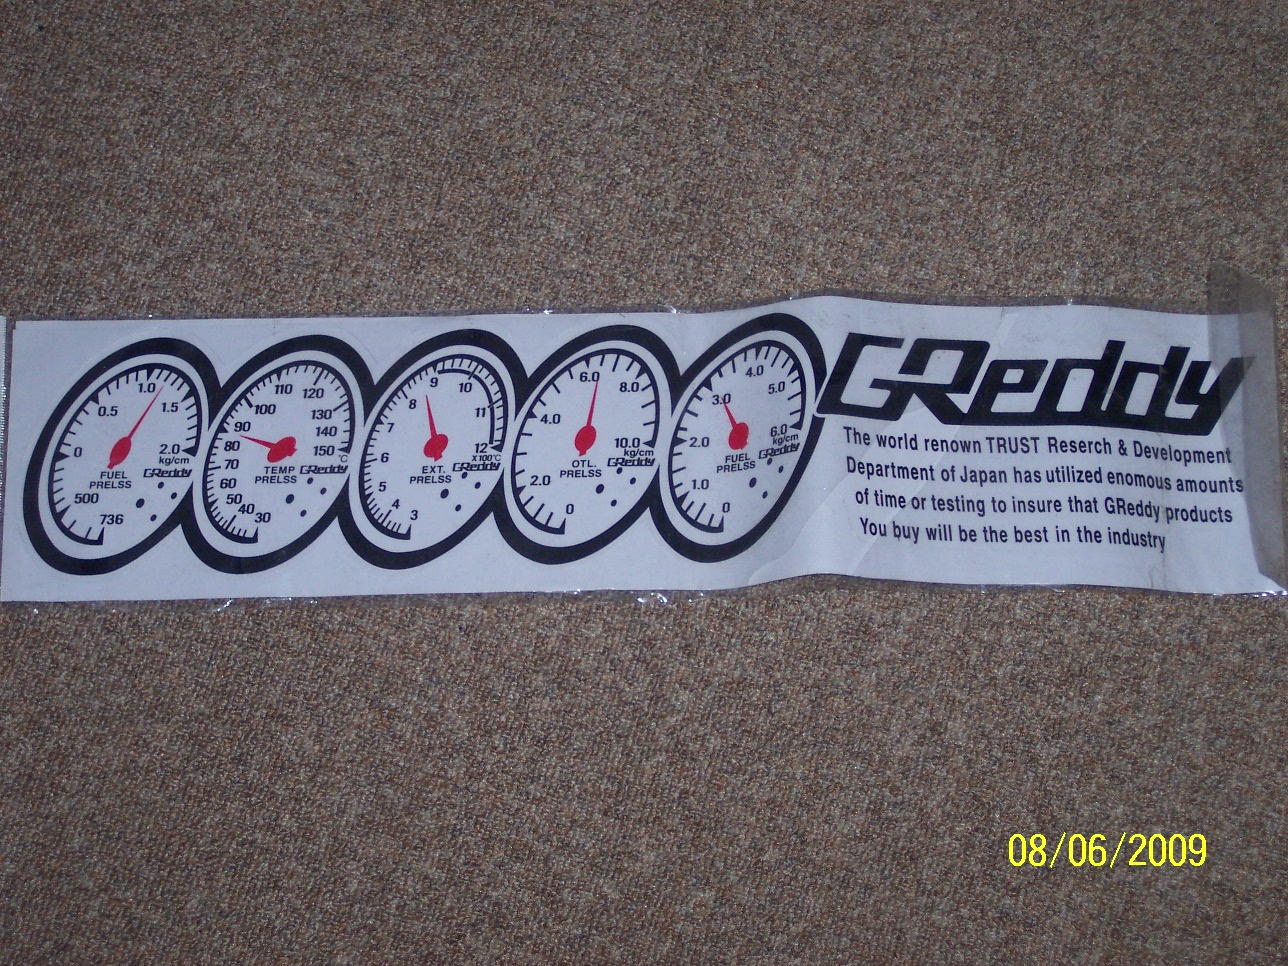 1.0
0.5
1.5
0
2.0
kg/cm
GReddy
FUEL
PRELSS
500
736
110
120
100
130
90
140
80
150
°C
70
TEMP
GReddy
60
PRELSS
50
40
30
9
10
8
11
7
12
X100°C
6
EXT.
GReddy
PRELSS
5
4
3
6.0
8.0
4.0
10.0
kg/cm
OTL.
GReddy
PRELSS
2.0
0
4.0
5.0
3.0
6.0
2.0
kg/cm
GReddy
FUEL
PRELSS
1.0
0
GReddy
The world renown TRUST Reserch & Development
Department of Japan has utilized enomous amounts
of time or testing to insure that GReddy products
You buy will be the best in the industry
08/06/2009